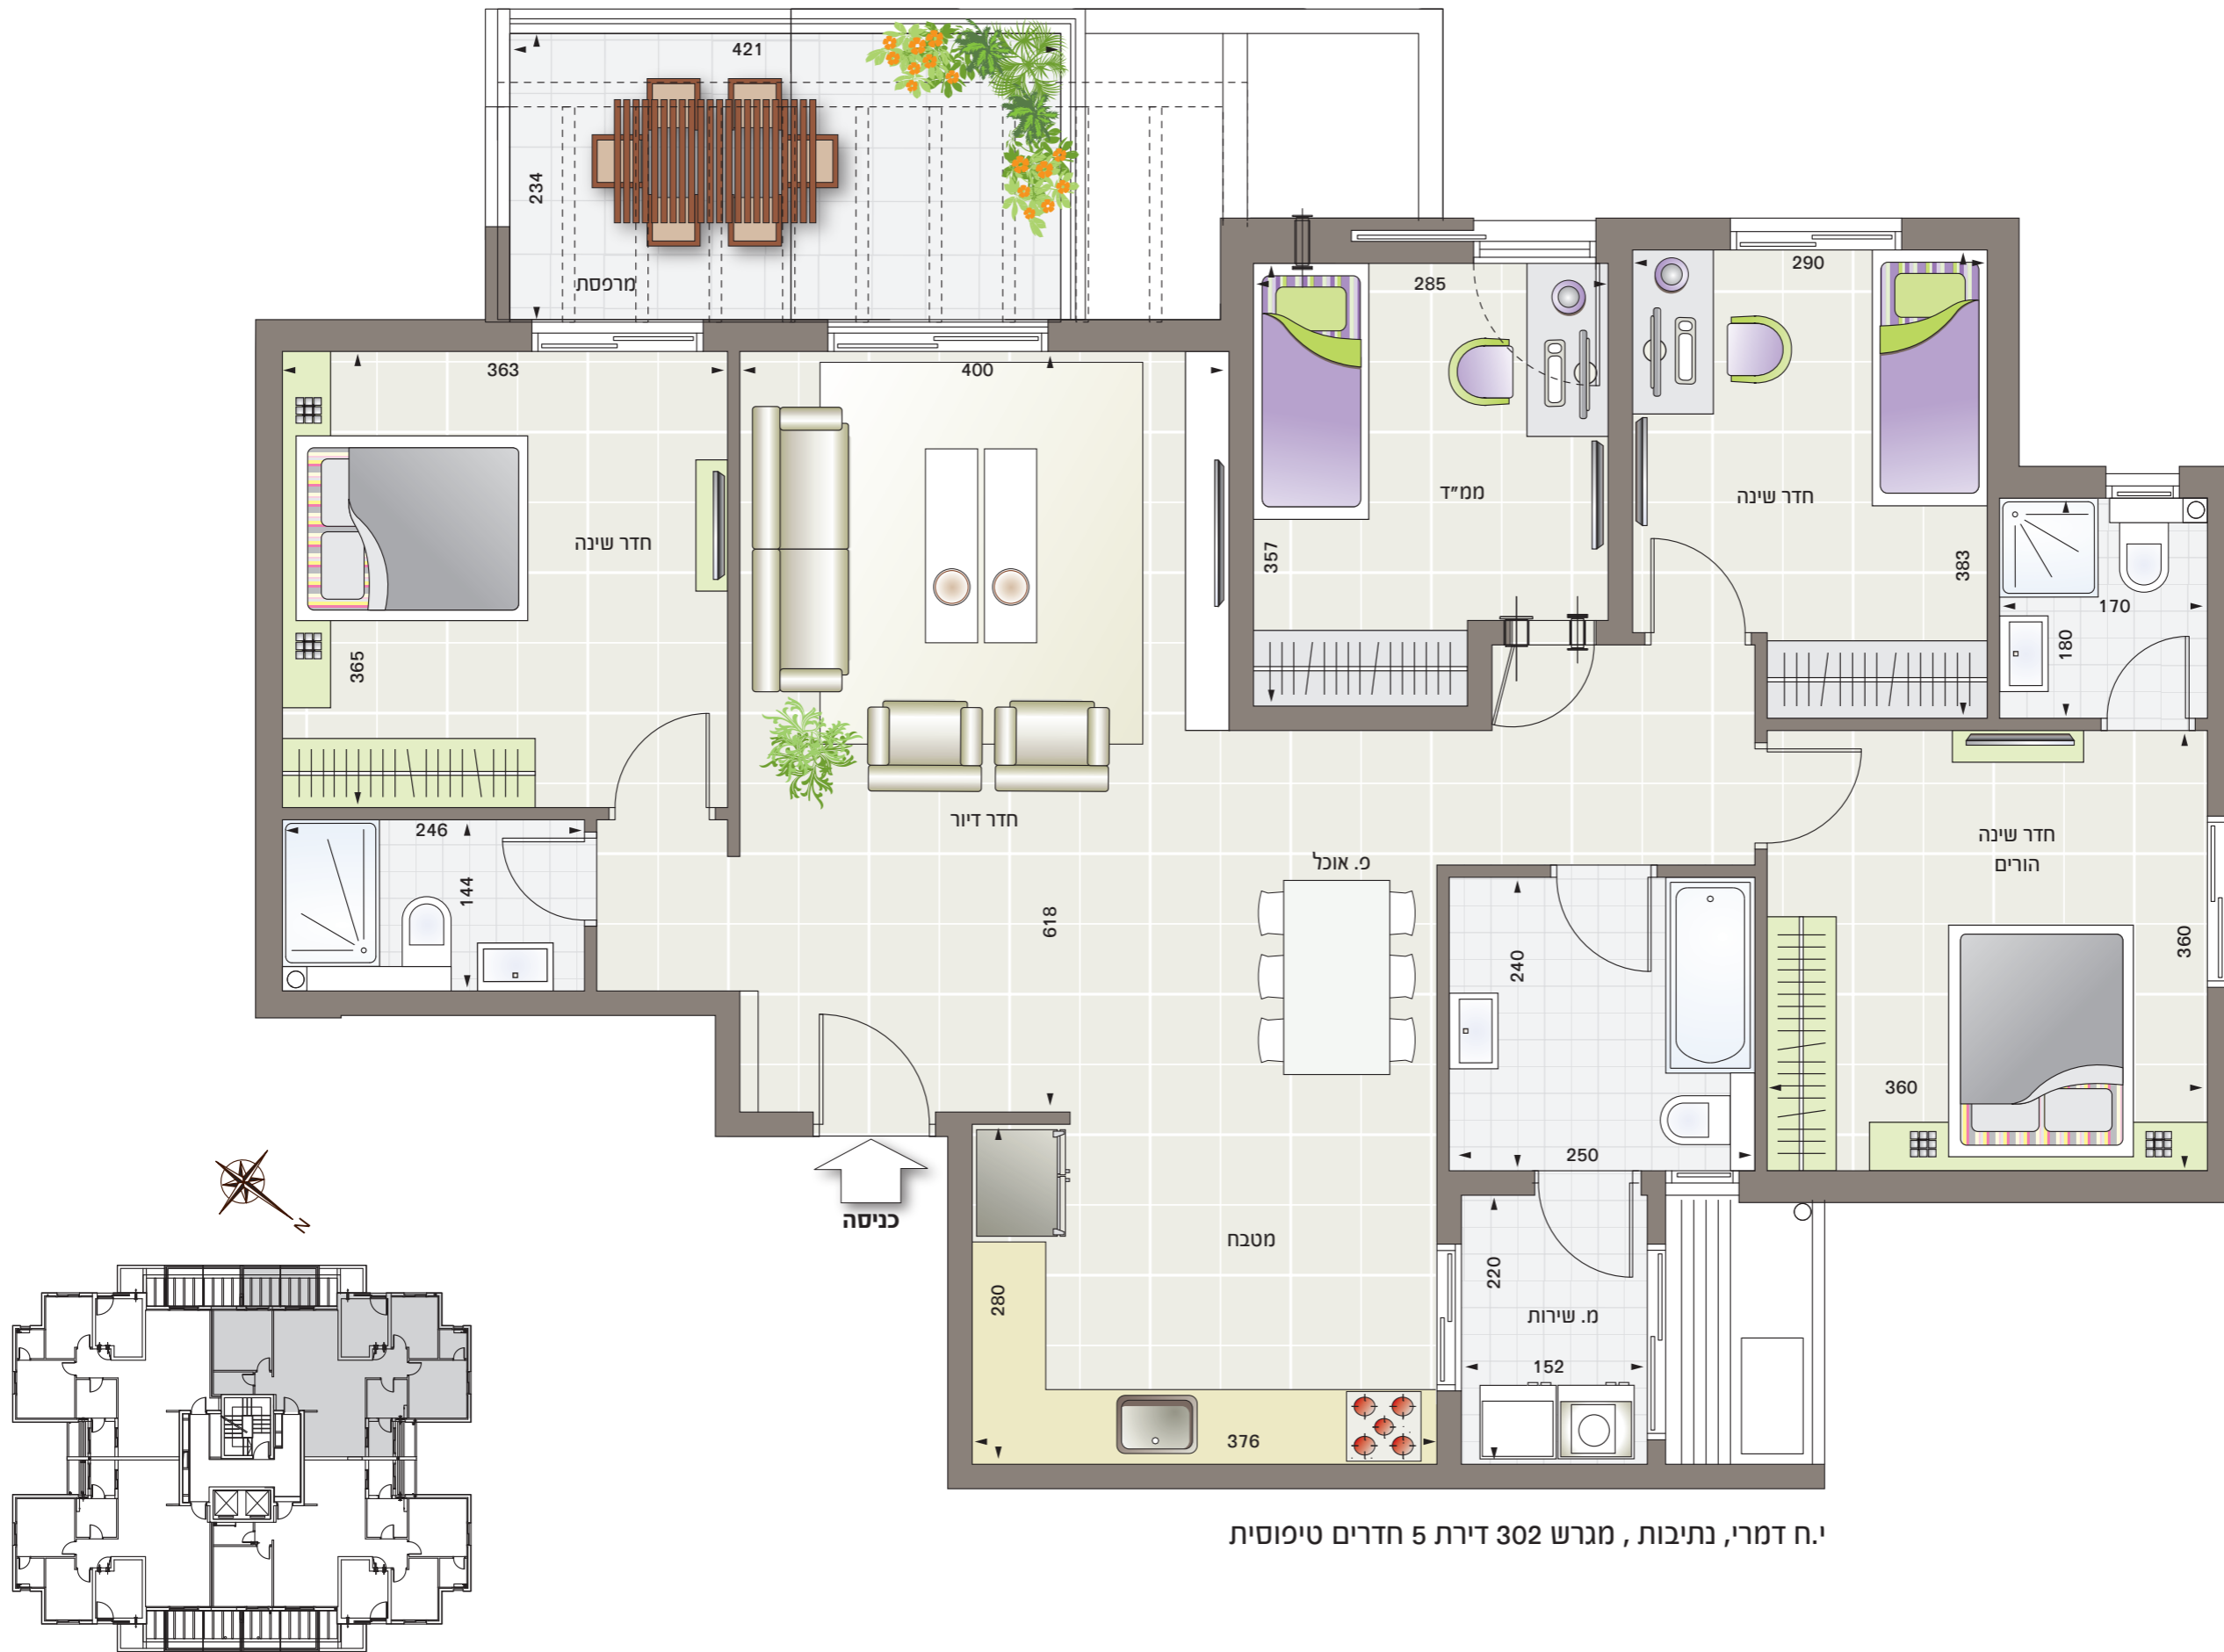 421
234
מרפסת
363
400
285
290
ממ"ד
חדר שינה
חדר שינה
357
383
170
180
365
246
144
חדר דיור
פ. אוכל
חדר שינה
הורים
618
240
360
360
250
כניסה
מטבח
280
220
מ. שירות
152
376
N
י.ח דמרי, נתיבות , מגרש 302 דירת 5 חדרים טיפוסית